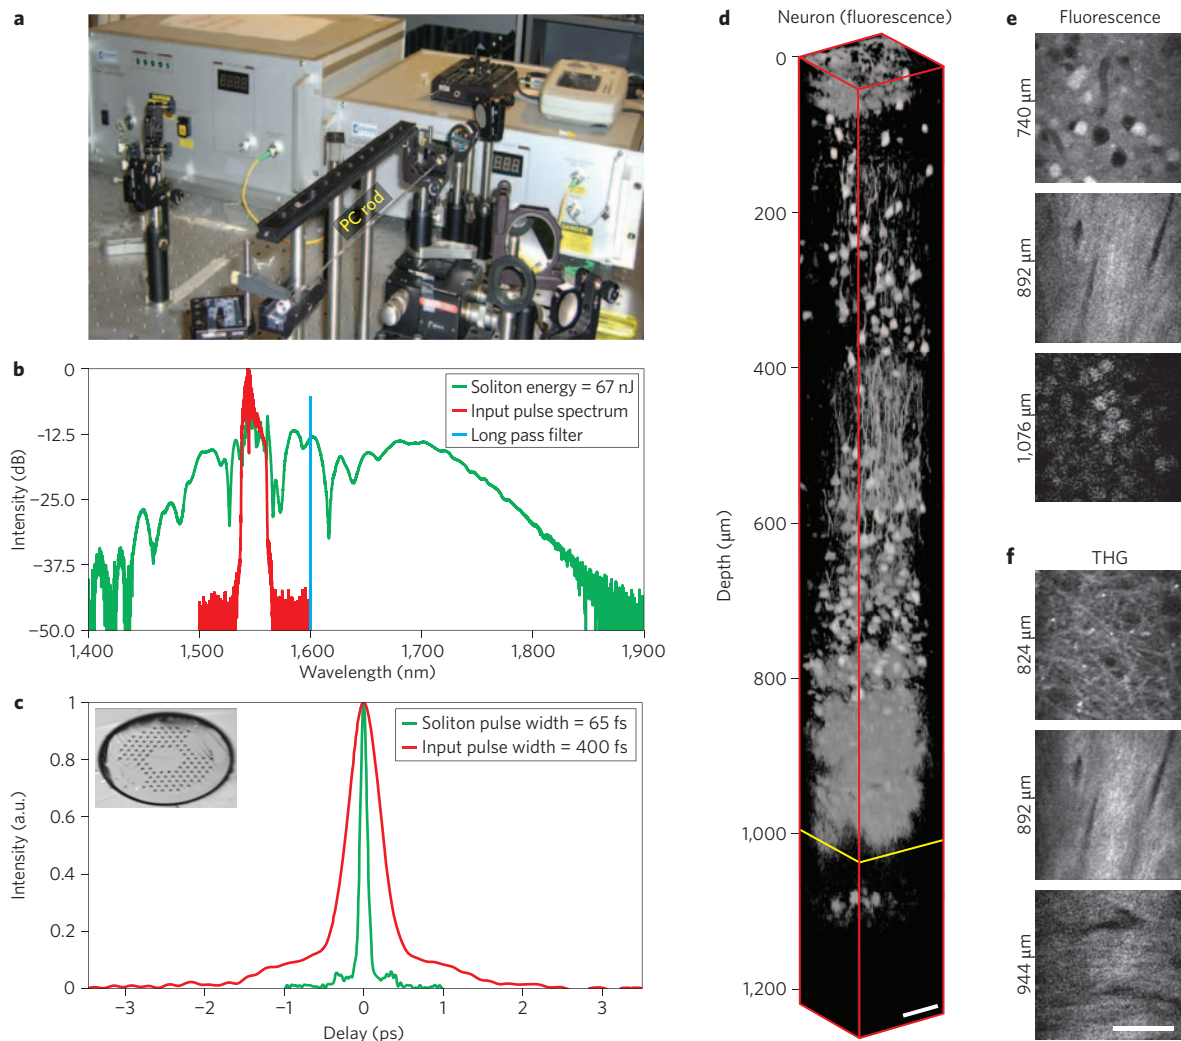 a
PC rod
DANGER
b
Soliton energy = 67 nJ
Input pulse spectrum
Long pass filter
0
−12.5
−25.0
−37.5
−50.0
Intensity (dB)
1,400 1,500 1,600 1,700 1,800 1,900
Wavelength (nm)
c
Soliton pulse width = 65 fs
Input pulse width = 400 fs
1
0.8
0.6
0.4
0.2
0
Intensity (a.u.)
−3 −2 −1 0 1 2 3
Delay (ps)
d Neuron (fluorescence)
0
200
400
600
800
1,000
1,200
Depth (µm)
e Fluorescence
740 µm
892 µm
1,076 µm
f THG
824 µm
892 µm
944 µm